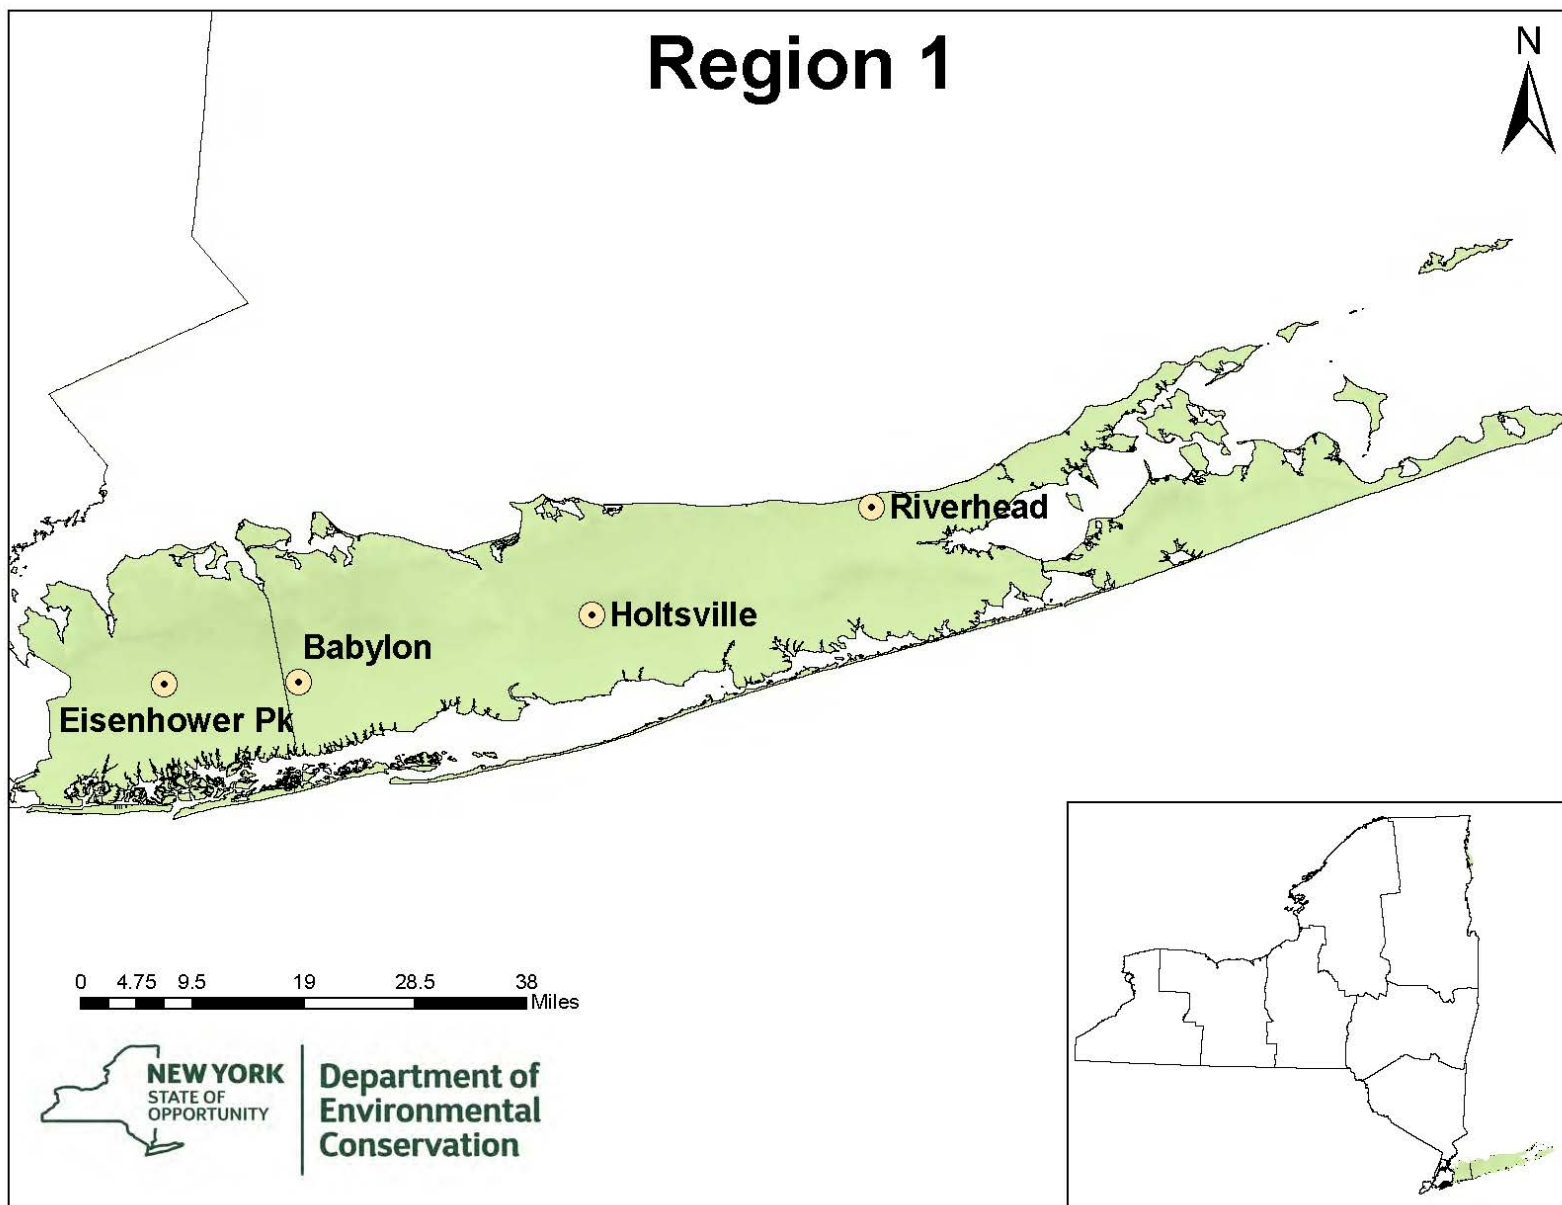 Region 1
N
Riverhead
Holtsville
Babylon
Eisenhower Pk
0 4.75 9.5 19 28.5 38
Miles
NEW YORK
STATE OF
OPPORTUNITY
Department of
Environmental
Conservation